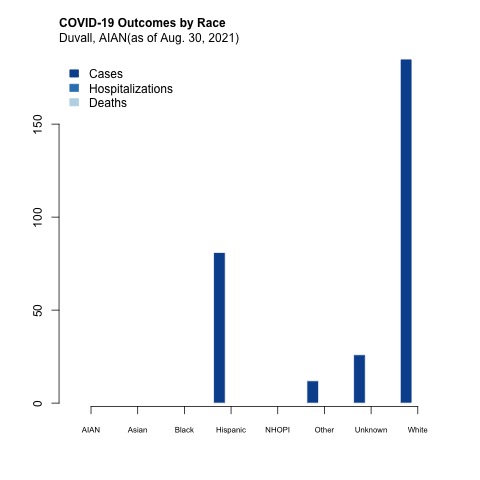 COVID-19 Outcomes by Race
Duvall, AIAN(as of Aug. 30, 2021)
Cases
Hospitalizations
Deaths
150
100
50
0
AIAN Asian Black Hispanic NHOPI Other Unknown White